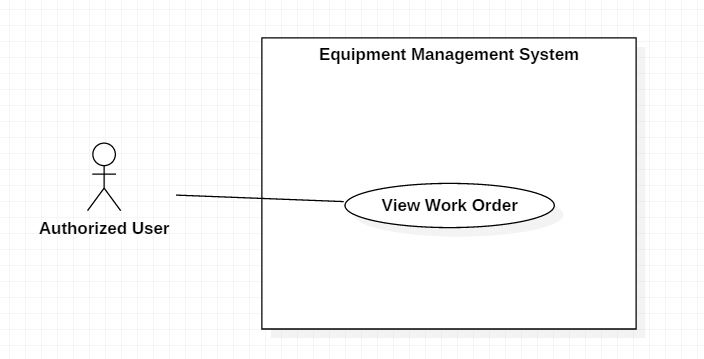 Equipment Management System
View Work Order
Authorized User